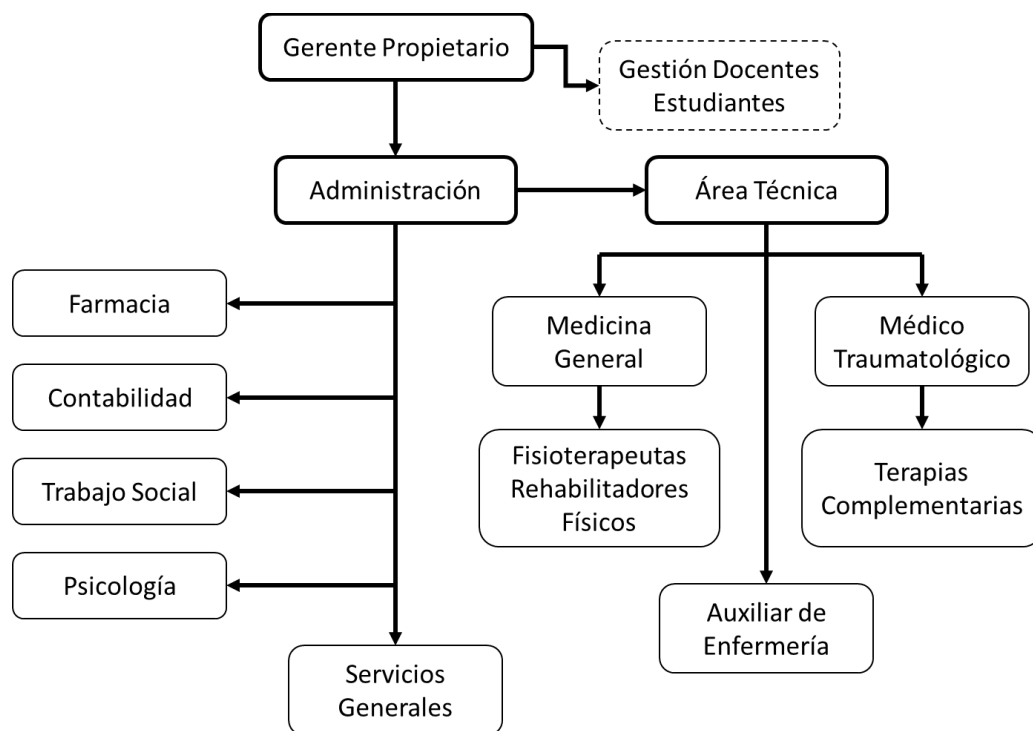 Gerente Propietario
Gestión Docentes
Estudiantes
Administración
Área Técnica
Farmacia
Contabilidad
Trabajo Social
Psicología
Servicios
Generales
Medicina
General
Médico
Traumatológico
Fisioterapeutas
Rehabilitadores
Físicos
Terapias
Complementarias
Auxiliar de
Enfermería